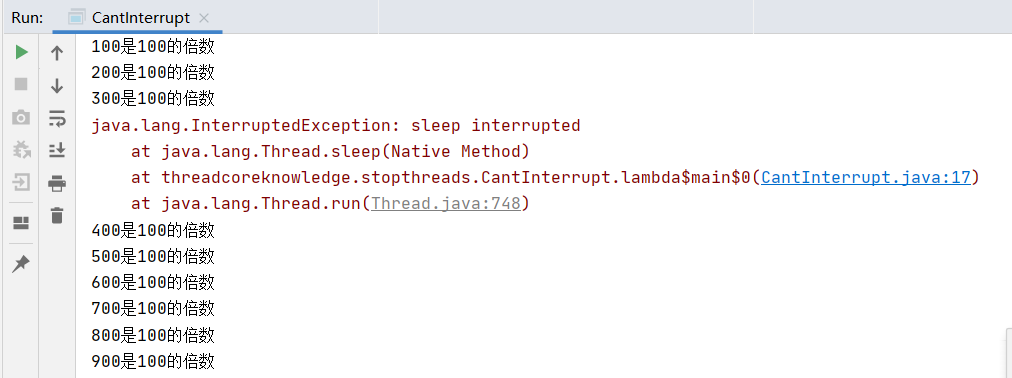 Run: CantInterrupt
100是100的倍数
200是100的倍数
300是100的倍数
java.lang.InterruptedException: sleep interrupted
at java.lang.Thread.sleep(Native Method)
at threadcoreknowledge.stopthreads.CantInterrupt.lambda$main$0(CantInterrupt.java:17)
at java.lang.Thread.run(Thread.java:748)
400是100的倍数
500是100的倍数
600是100的倍数
700是100的倍数
800是100的倍数
900是100的倍数